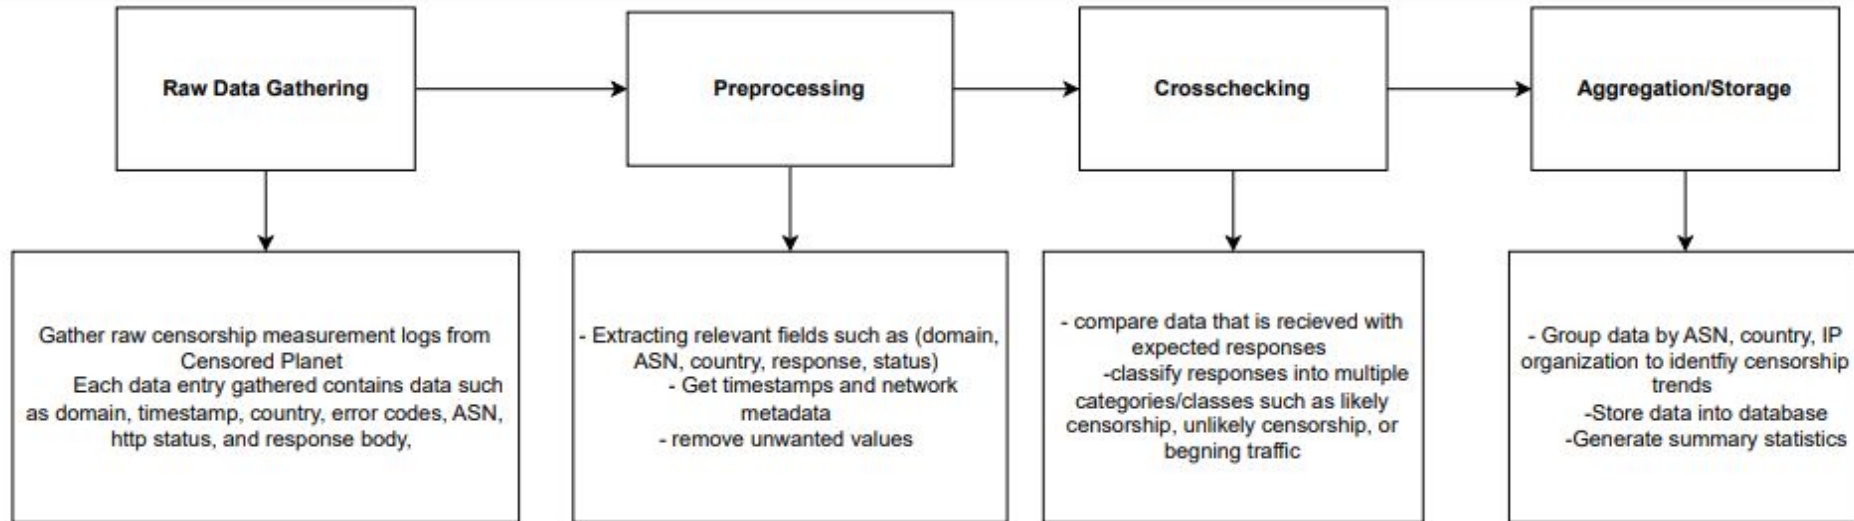 Raw Data Gathering
Preprocessing
Crosschecking
Aggregation/Storage
Gather raw censorship measurement logs from
Censored Planet
Each data entry gathered contains data such
as domain, timestamp, country, error codes, ASN,
http status, and response body,
- Extracting relevant fields such as (domain,
ASN, country, response, status)
- Get timestamps and network
metadata
- remove unwanted values
- compare data that is recieved with
expected responses
-classify responses into multiple
categories/classes such as likely
censorship, unlikely censorship, or
begning traffic
- Group data by ASN, country, IP
organization to identfiy censorship
trends
-Store data into database
-Generate summary statistics